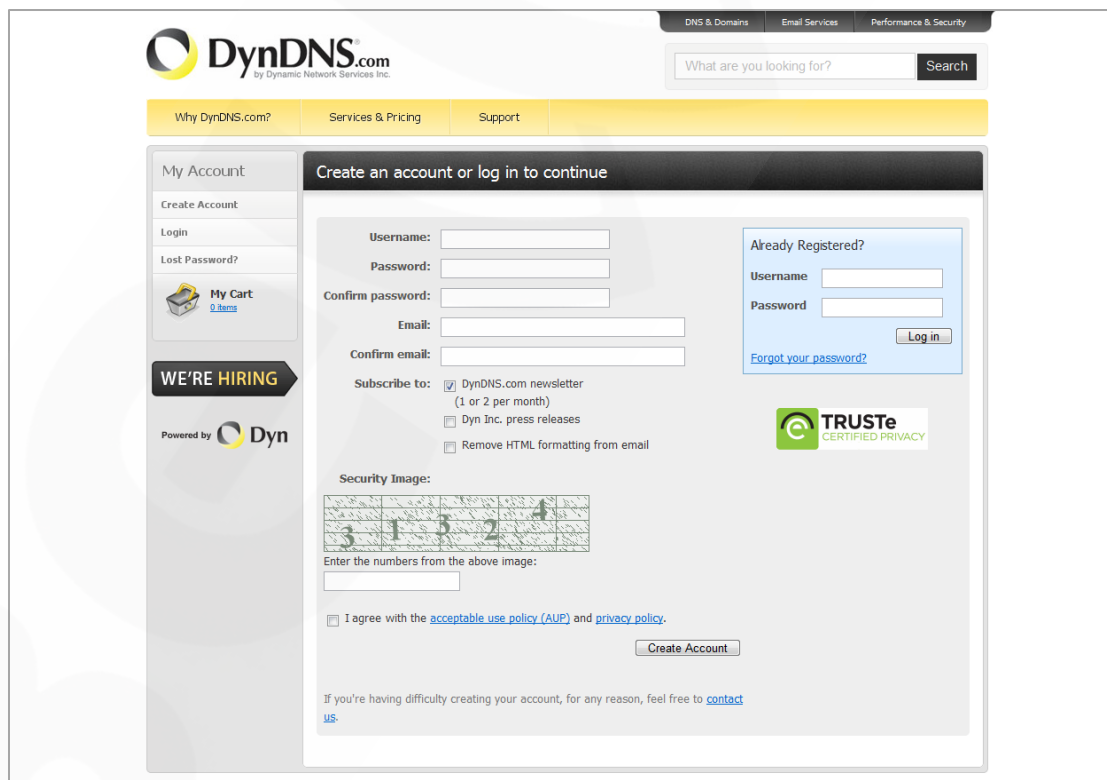 DNS & Domains
Email Services
Performance & Security
DynDNS.com
by Dynamic Network Services Inc.
What are you looking for?
Search
Why DynDNS.com?
Services & Pricing
Support
My Account
Create Account
Login
Lost Password?
My Cart
0 items
WE'RE HIRING
Powered by Dyn
Create an account or log in to continue
Username:
Password:
Confirm password:
Email:
Confirm email:
Subscribe to:
DynDNS.com newsletter
(1 or 2 per month)
Dyn Inc. press releases
Remove HTML formatting from email
Security Image:
3 1 3 2 4
Enter the numbers from the above image:
I agree with the acceptable use policy (AUP) and privacy policy.
Create Account
If you're having difficulty creating your account, for any reason, feel free to contact
us.
Already Registered?
Username
Password
Log in
Forgot your password?
TRUSTe
CERTIFIED PRIVACY